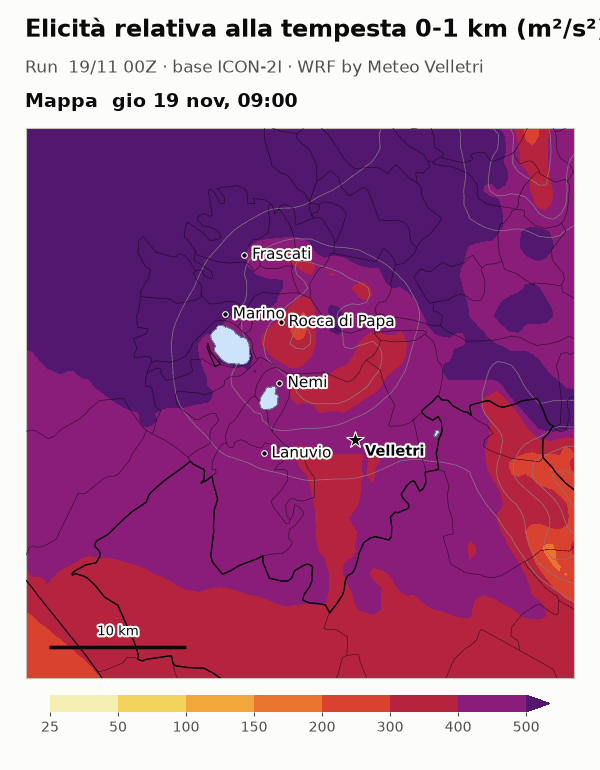 Elicità relativa alla tempesta 0-1 km (m²/s²)
Run 19/11 00Z · base ICON-2I · WRF by Meteo Velletri
Mappa gio 19 nov, 09:00
Frascati
Marino
Rocca di Papa
Nemi
Velletri
Lanuvio
10 km
25 50 100 150 200 300 400 500